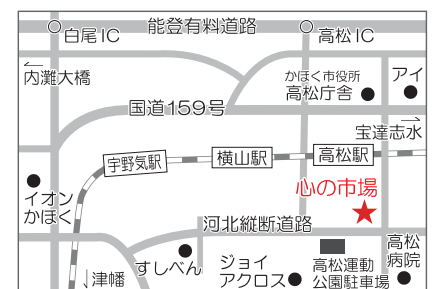 能登有料道路
白尾IC
高松IC
内灘大橋
かほく市役所
高松庁舎
アイ
国道159号
宝達志水
宇野気駅
横山駅
高松駅
イオン
かほく
心の市場
河北縦断道路
すしべん
ジョイ
アクロス
高松運動
公園駐車場
高松
病院
津幡